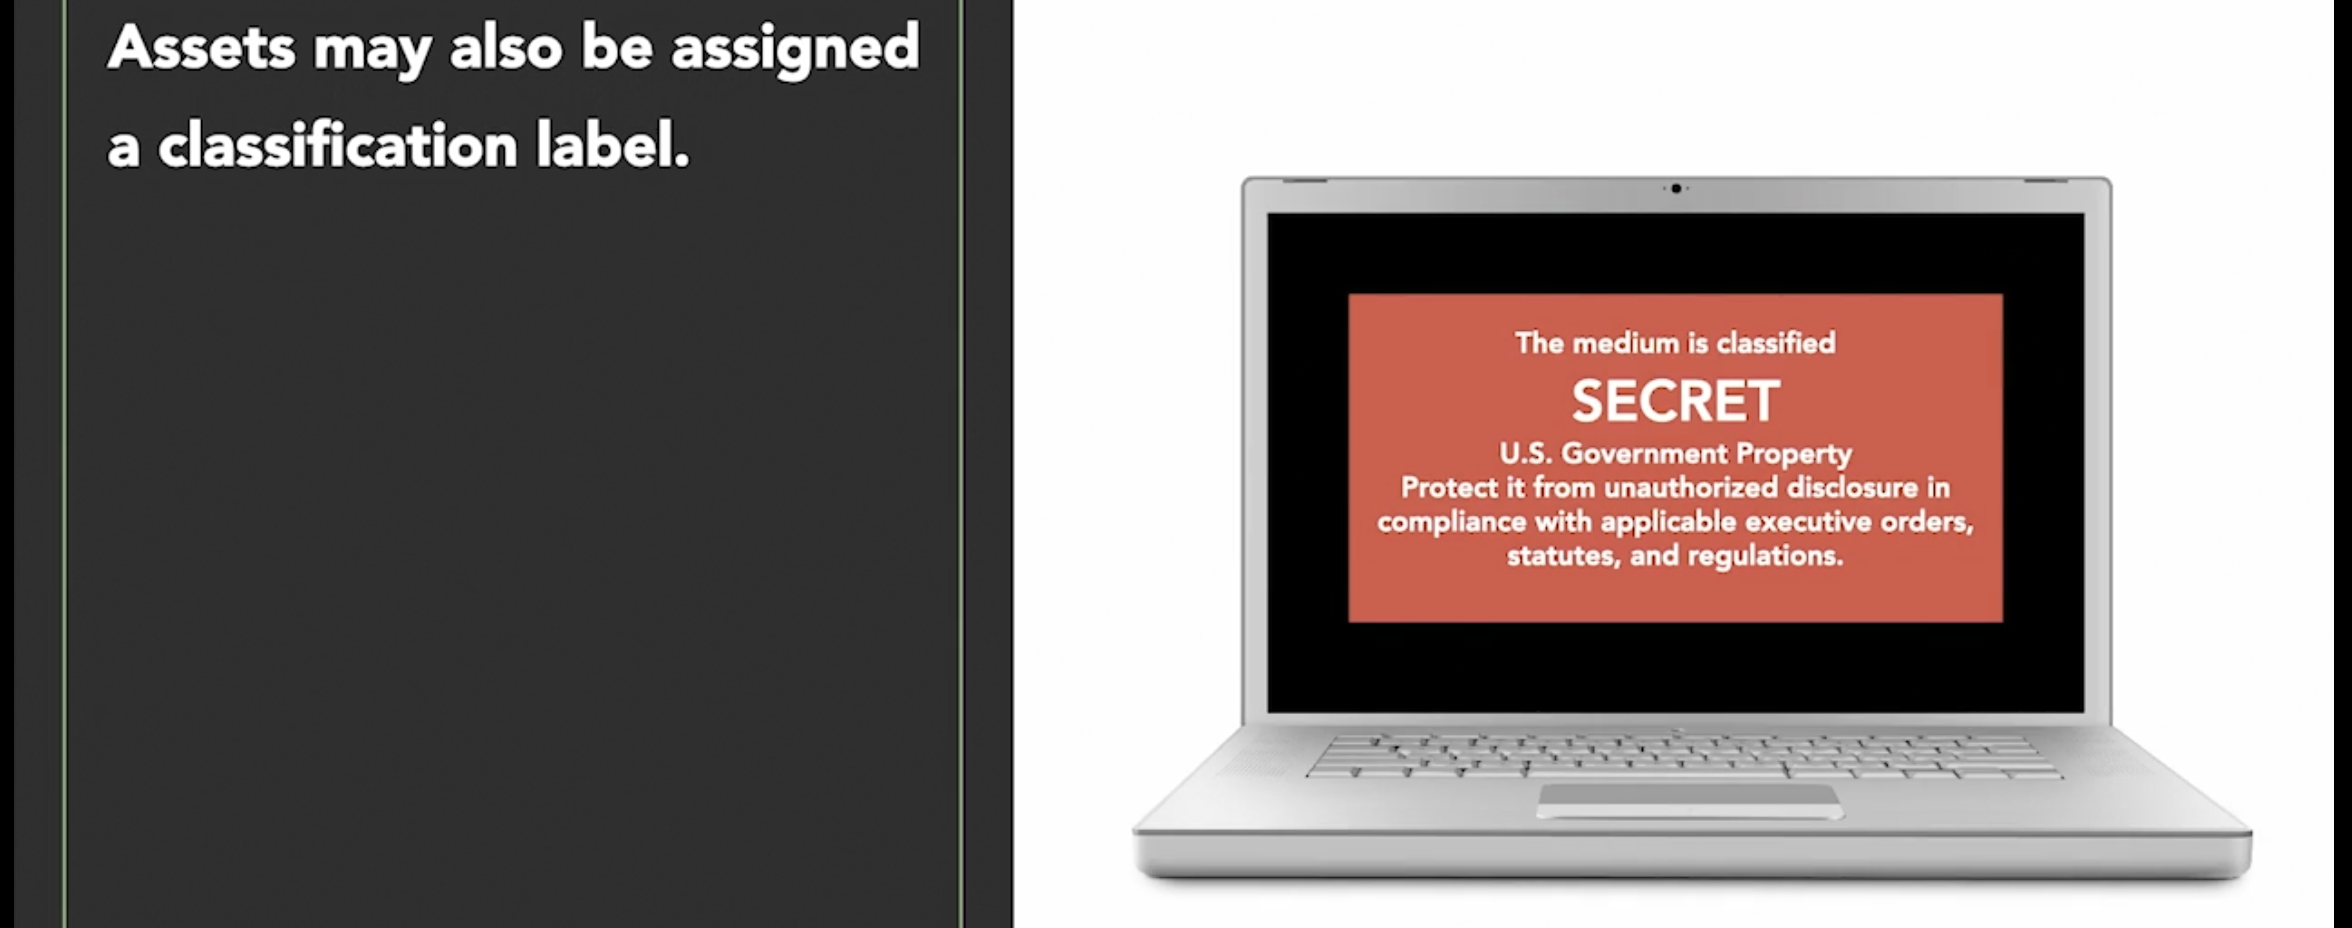 Assets may also be assigned
a classification label.
The medium is classified
SECRET
U.S. Government Property
Protect it from unauthorized disclosure in
compliance with applicable executive orders,
statutes, and regulations.